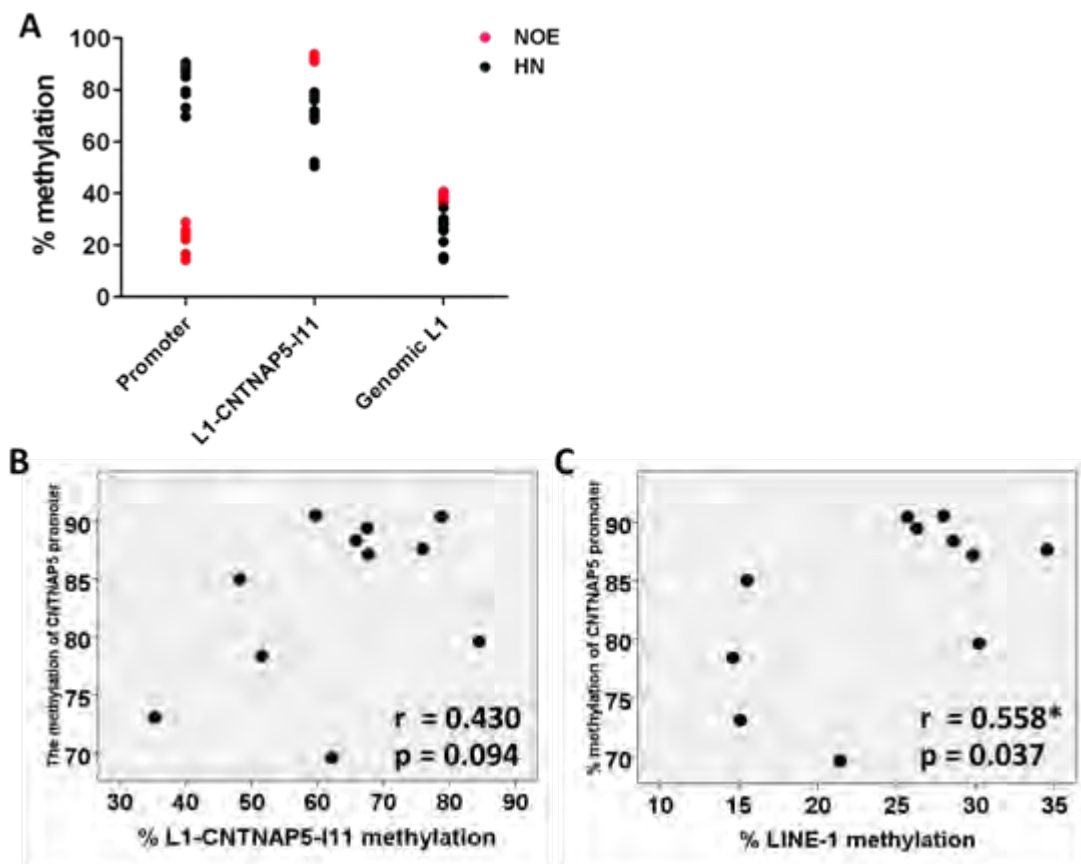 A
NOE
HN
% methylation
100
80
60
40
20
0
Promoter
L1-CNTNAP5-I11
Genomic L1
B
The methylation of CNTNAP5 promoter
90
85
80
75
70
r = 0.430
p = 0.094
30 40 50 60 70 80 90
% L1-CNTNAP5-I11 methylation
C
% methylation of CNTNAP5 promoter
90
85
80
75
70
r = 0.558*
p = 0.037
10 15 20 25 30 35
% LINE-1 methylation